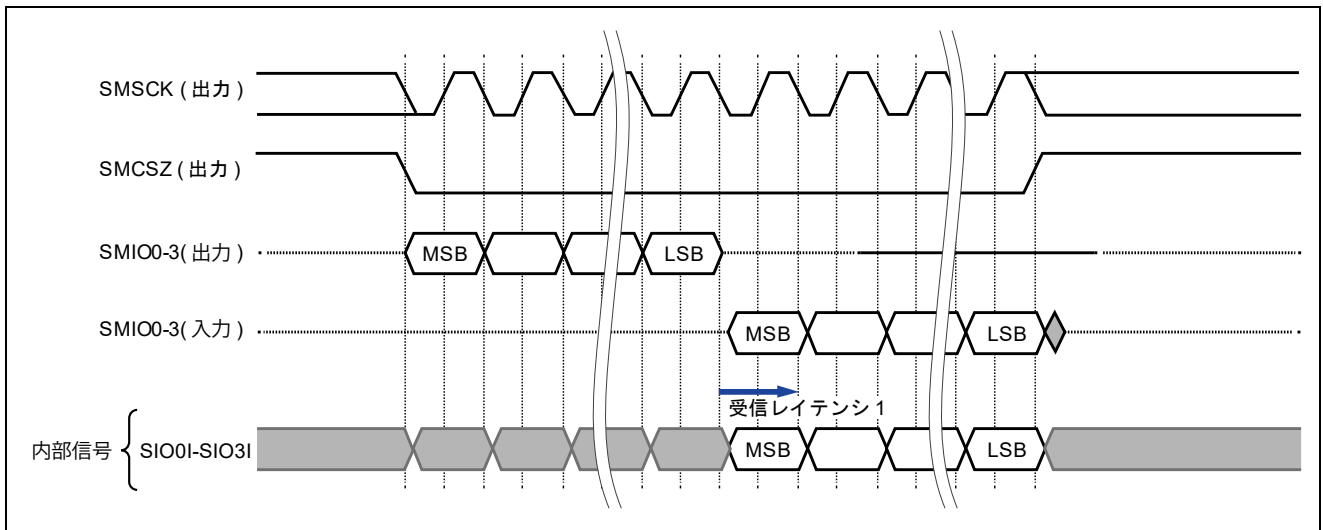 SMSCK ( 出力 )
SMCSZ ( 出力 )
SMIO0-3( 出力 )
MSB
LSB
SMIO0-3( 入力 )
MSB
LSB
受信レイテンシ 1
内部信号
SIO0I-SIO3I
MSB
LSB